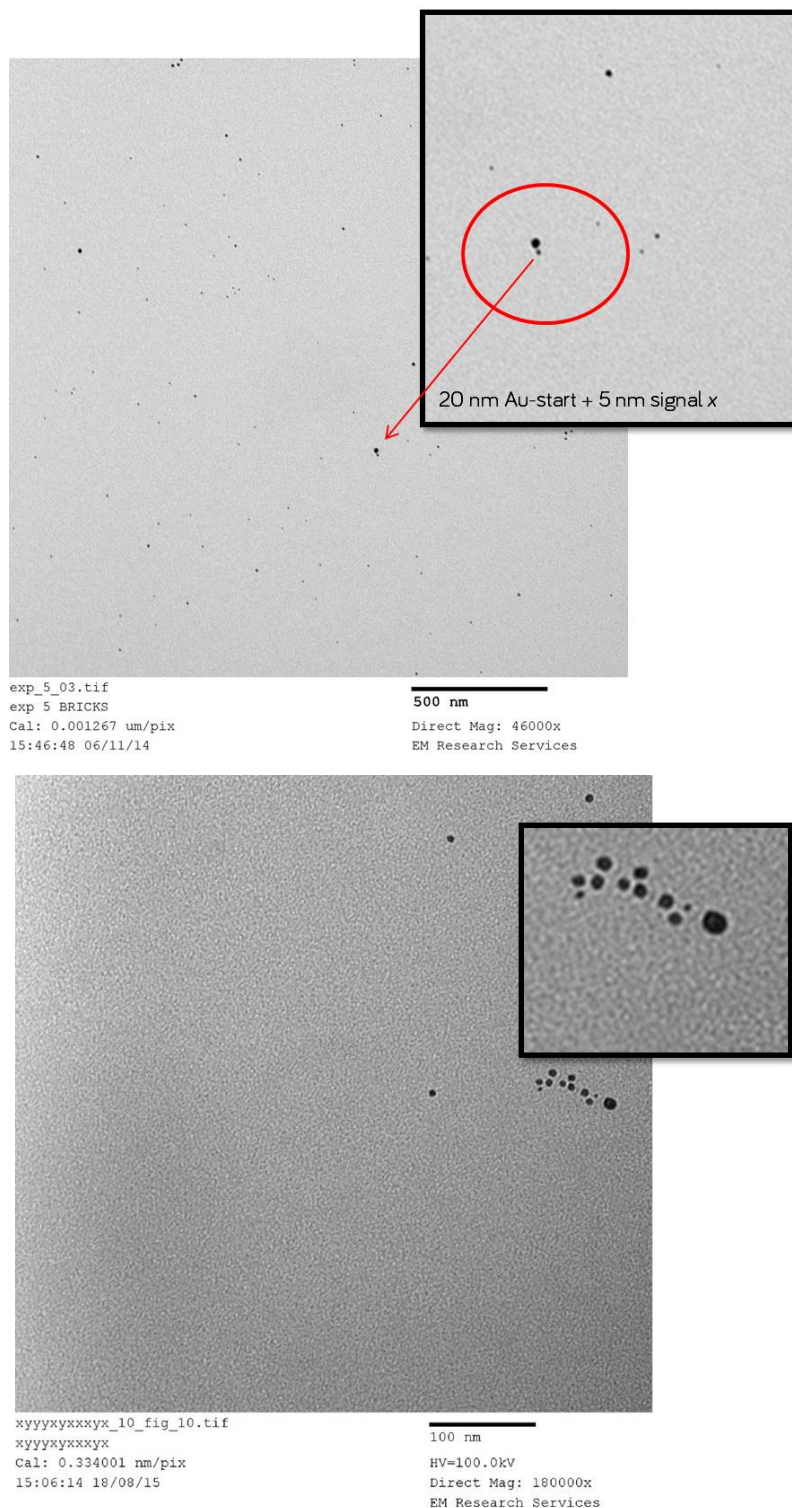 20 nm Au-start + 5 nm signal x
exp_5_03.tif
exp 5 BRICKS
Cal: 0.001267 um/pix
15:46:48 06/11/14
500 nm
Direct Mag: 46000x
EM Research Services
xyyyxyxxxyx_10_fig_10.tif
xyyyxyxxxyx
Cal: 0.334001 nm/pix
15:06:14 18/08/15
100 nm
HV=100.0kV
Direct Mag: 180000x
EM Research Services